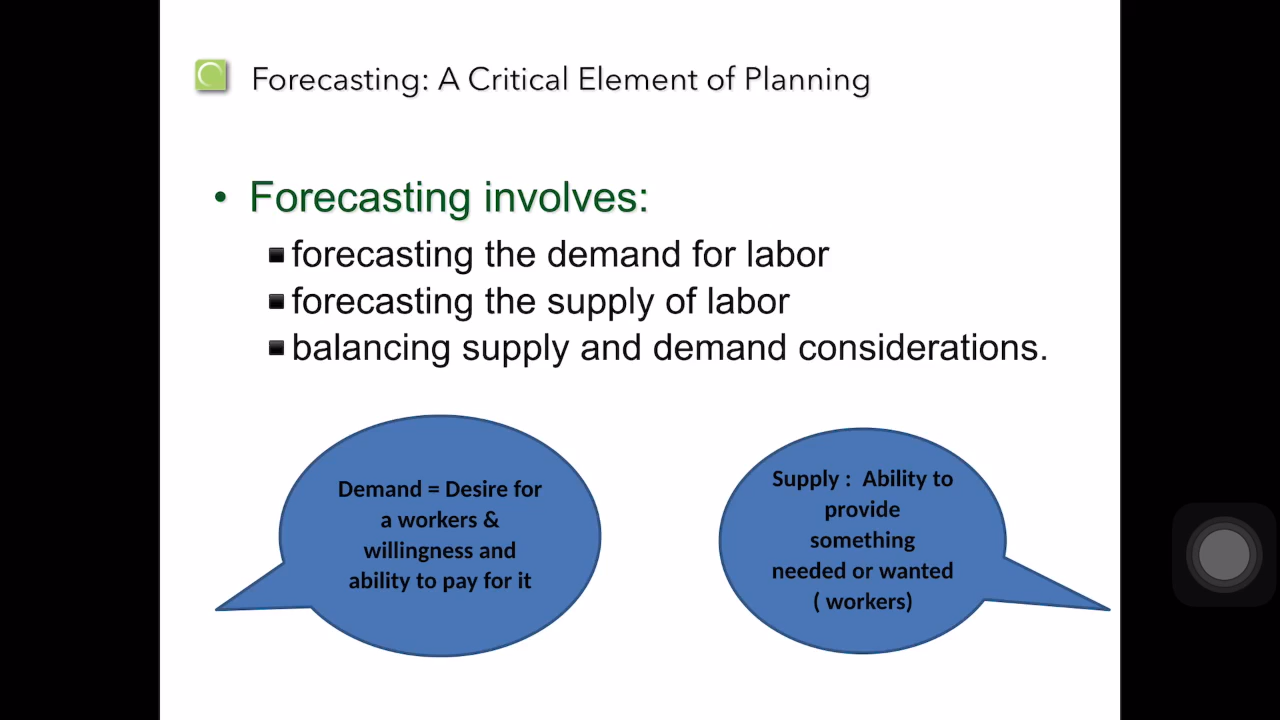 Forecasting: A Critical Element of Planning
• Forecasting involves:
▪ forecasting the demand for labor
▪ forecasting the supply of labor
▪ balancing supply and demand considerations.
Demand = Desire for
a workers &
willingness and
ability to pay for it
Supply :  Ability to
provide
something
needed or wanted
( workers)